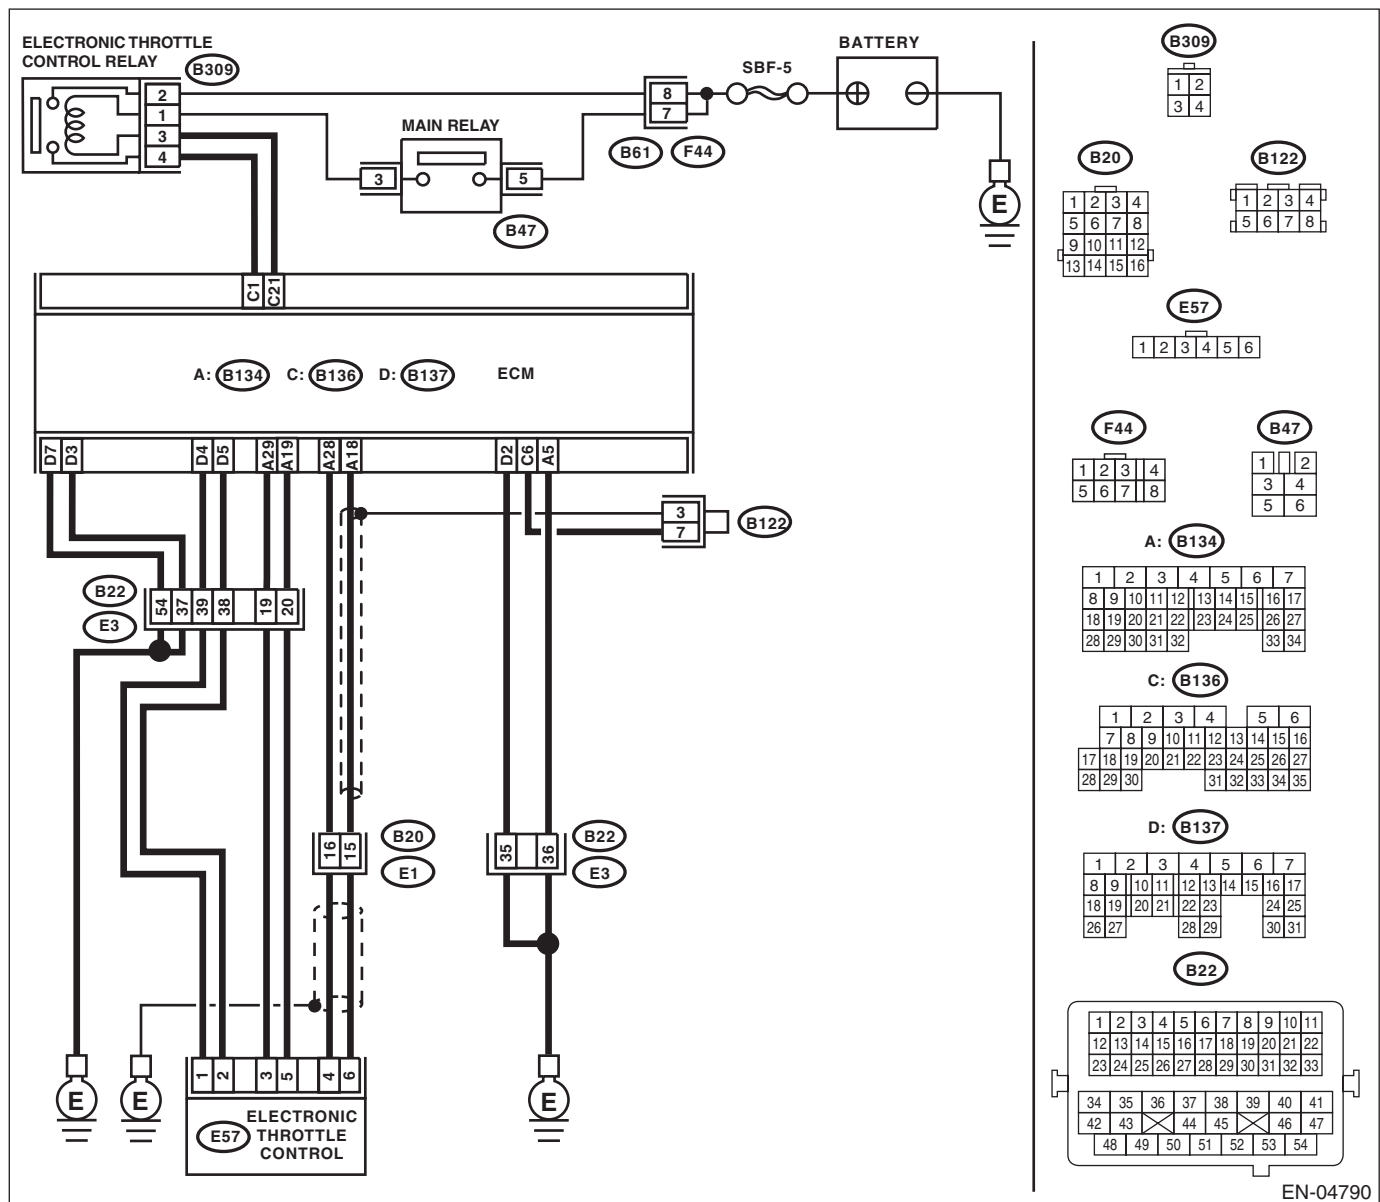 ELECTRONIC THROTTLE
CONTROL RELAY
B309
2
1
3
4
MAIN RELAY
3
5
B47
8
7
B61
F44
SBF-5
BATTERY
E
C1
C21
A: B134 C: B136 D: B137 ECM
D7
D3
D4
D5
A29
A19
A28
A18
D2
C6
A5
3
7
B122
B22
E3
54
37
39
38
19
20
16
15
B20
E1
35
36
B22
E3
E
E
E
1
2
3
5
4
6
E57
ELECTRONIC
THROTTLE
CONTROL
B309
1 2
3 4
B20
1 2 3 4
5 6 7 8
9 10 11 12
13 14 15 16
B122
1 2 3 4
5 6 7 8
E57
1 2 3 4 5 6
F44
1 2 3 4
5 6 7 8
B47
1 2
3 4
5 6
A: B134
1 2 3 4 5 6 7
8 9 10 11 12 13 14 15 16 17
18 19 20 21 22 23 24 25 26 27
28 29 30 31 32 33 34
C: B136
1 2 3 4 5 6
7 8 9 10 11 12 13 14 15 16
17 18 19 20 21 22 23 24 25 26 27
28 29 30 31 32 33 34 35
D: B137
1 2 3 4 5 6 7
8 9 10 11 12 13 14 15 16 17
18 19 20 21 22 23 24 25
26 27 28 29 30 31
B22
1 2 3 4 5 6 7 8 9 10 11
12 13 14 15 16 17 18 19 20 21 22
23 24 25 26 27 28 29 30 31 32 33
34 35 36 37 38 39 40 41
42 43 44 45 46 47
48 49 50 51 52 53 54
EN-04790